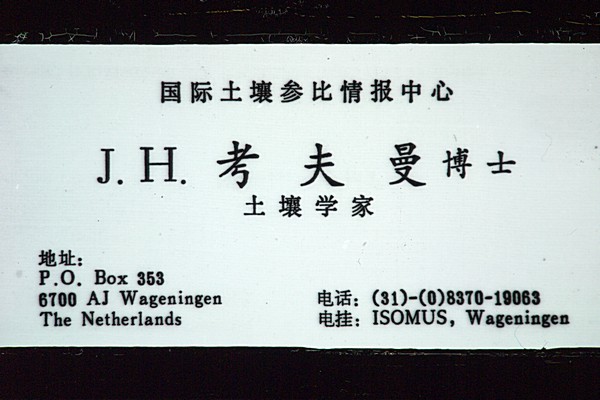 国际土壤参比情报中心
J. H. 考夫曼博士
土壤学家
地址:
P.O. Box 353
6700 AJ Wageningen
The Netherlands
电话: (31)-(0)8370-19063
电挂: ISOMUS, Wageningen